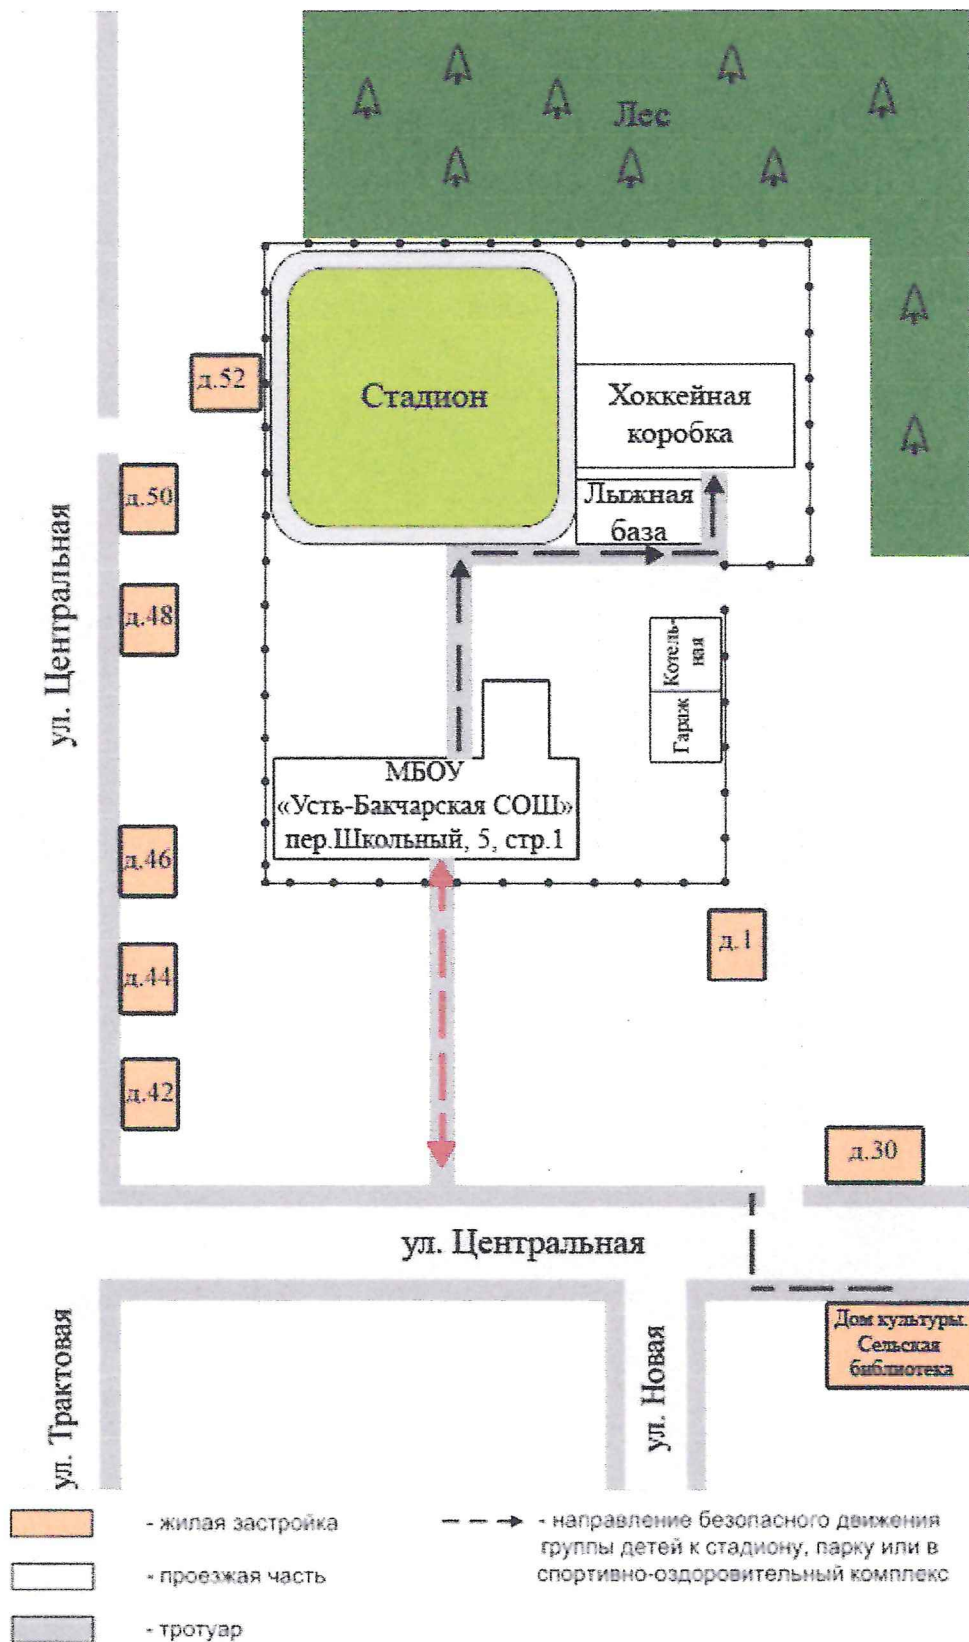 Лес
д.52
Стадион
Хоккейная
коробка
д.50
Лыжная
база
ул. Центральная
д.48
Котель-
ная
Гараж
МБОУ
«Усть-Бакчарская СОШ»
пер.Школьный, 5, стр.1
д.46
д.1
д.44
д.42
д.30
ул. Центральная
Дом культуры.
Сельская
библиотека
ул. Трактовая
ул. Новая
- жилая застройка
- проезжая часть
- тротуар
- направление безопасного движения
группы детей к стадиону, парку или в
спортивно-оздоровительный комплекс